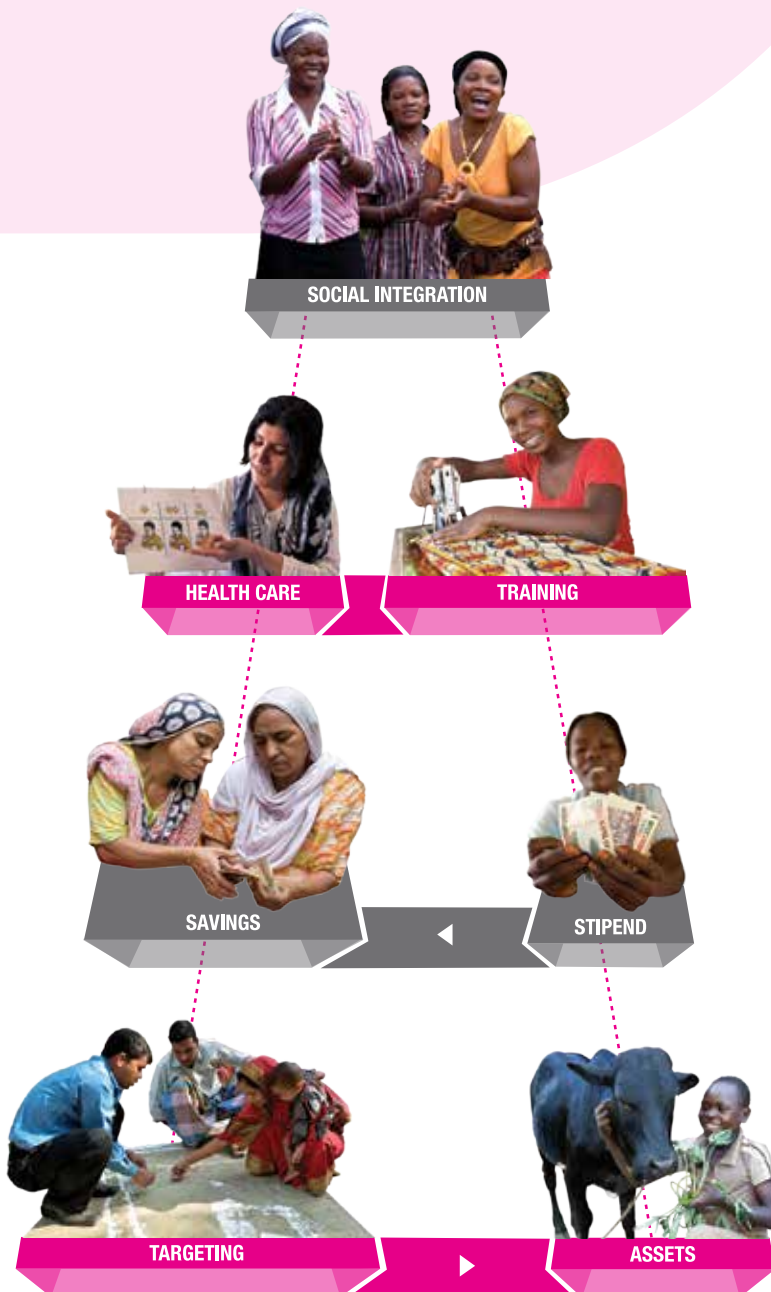 SOCIAL INTEGRATION
HEALTH CARE
TRAINING
SAVINGS
STIPEND
TARGETING
ASSETS